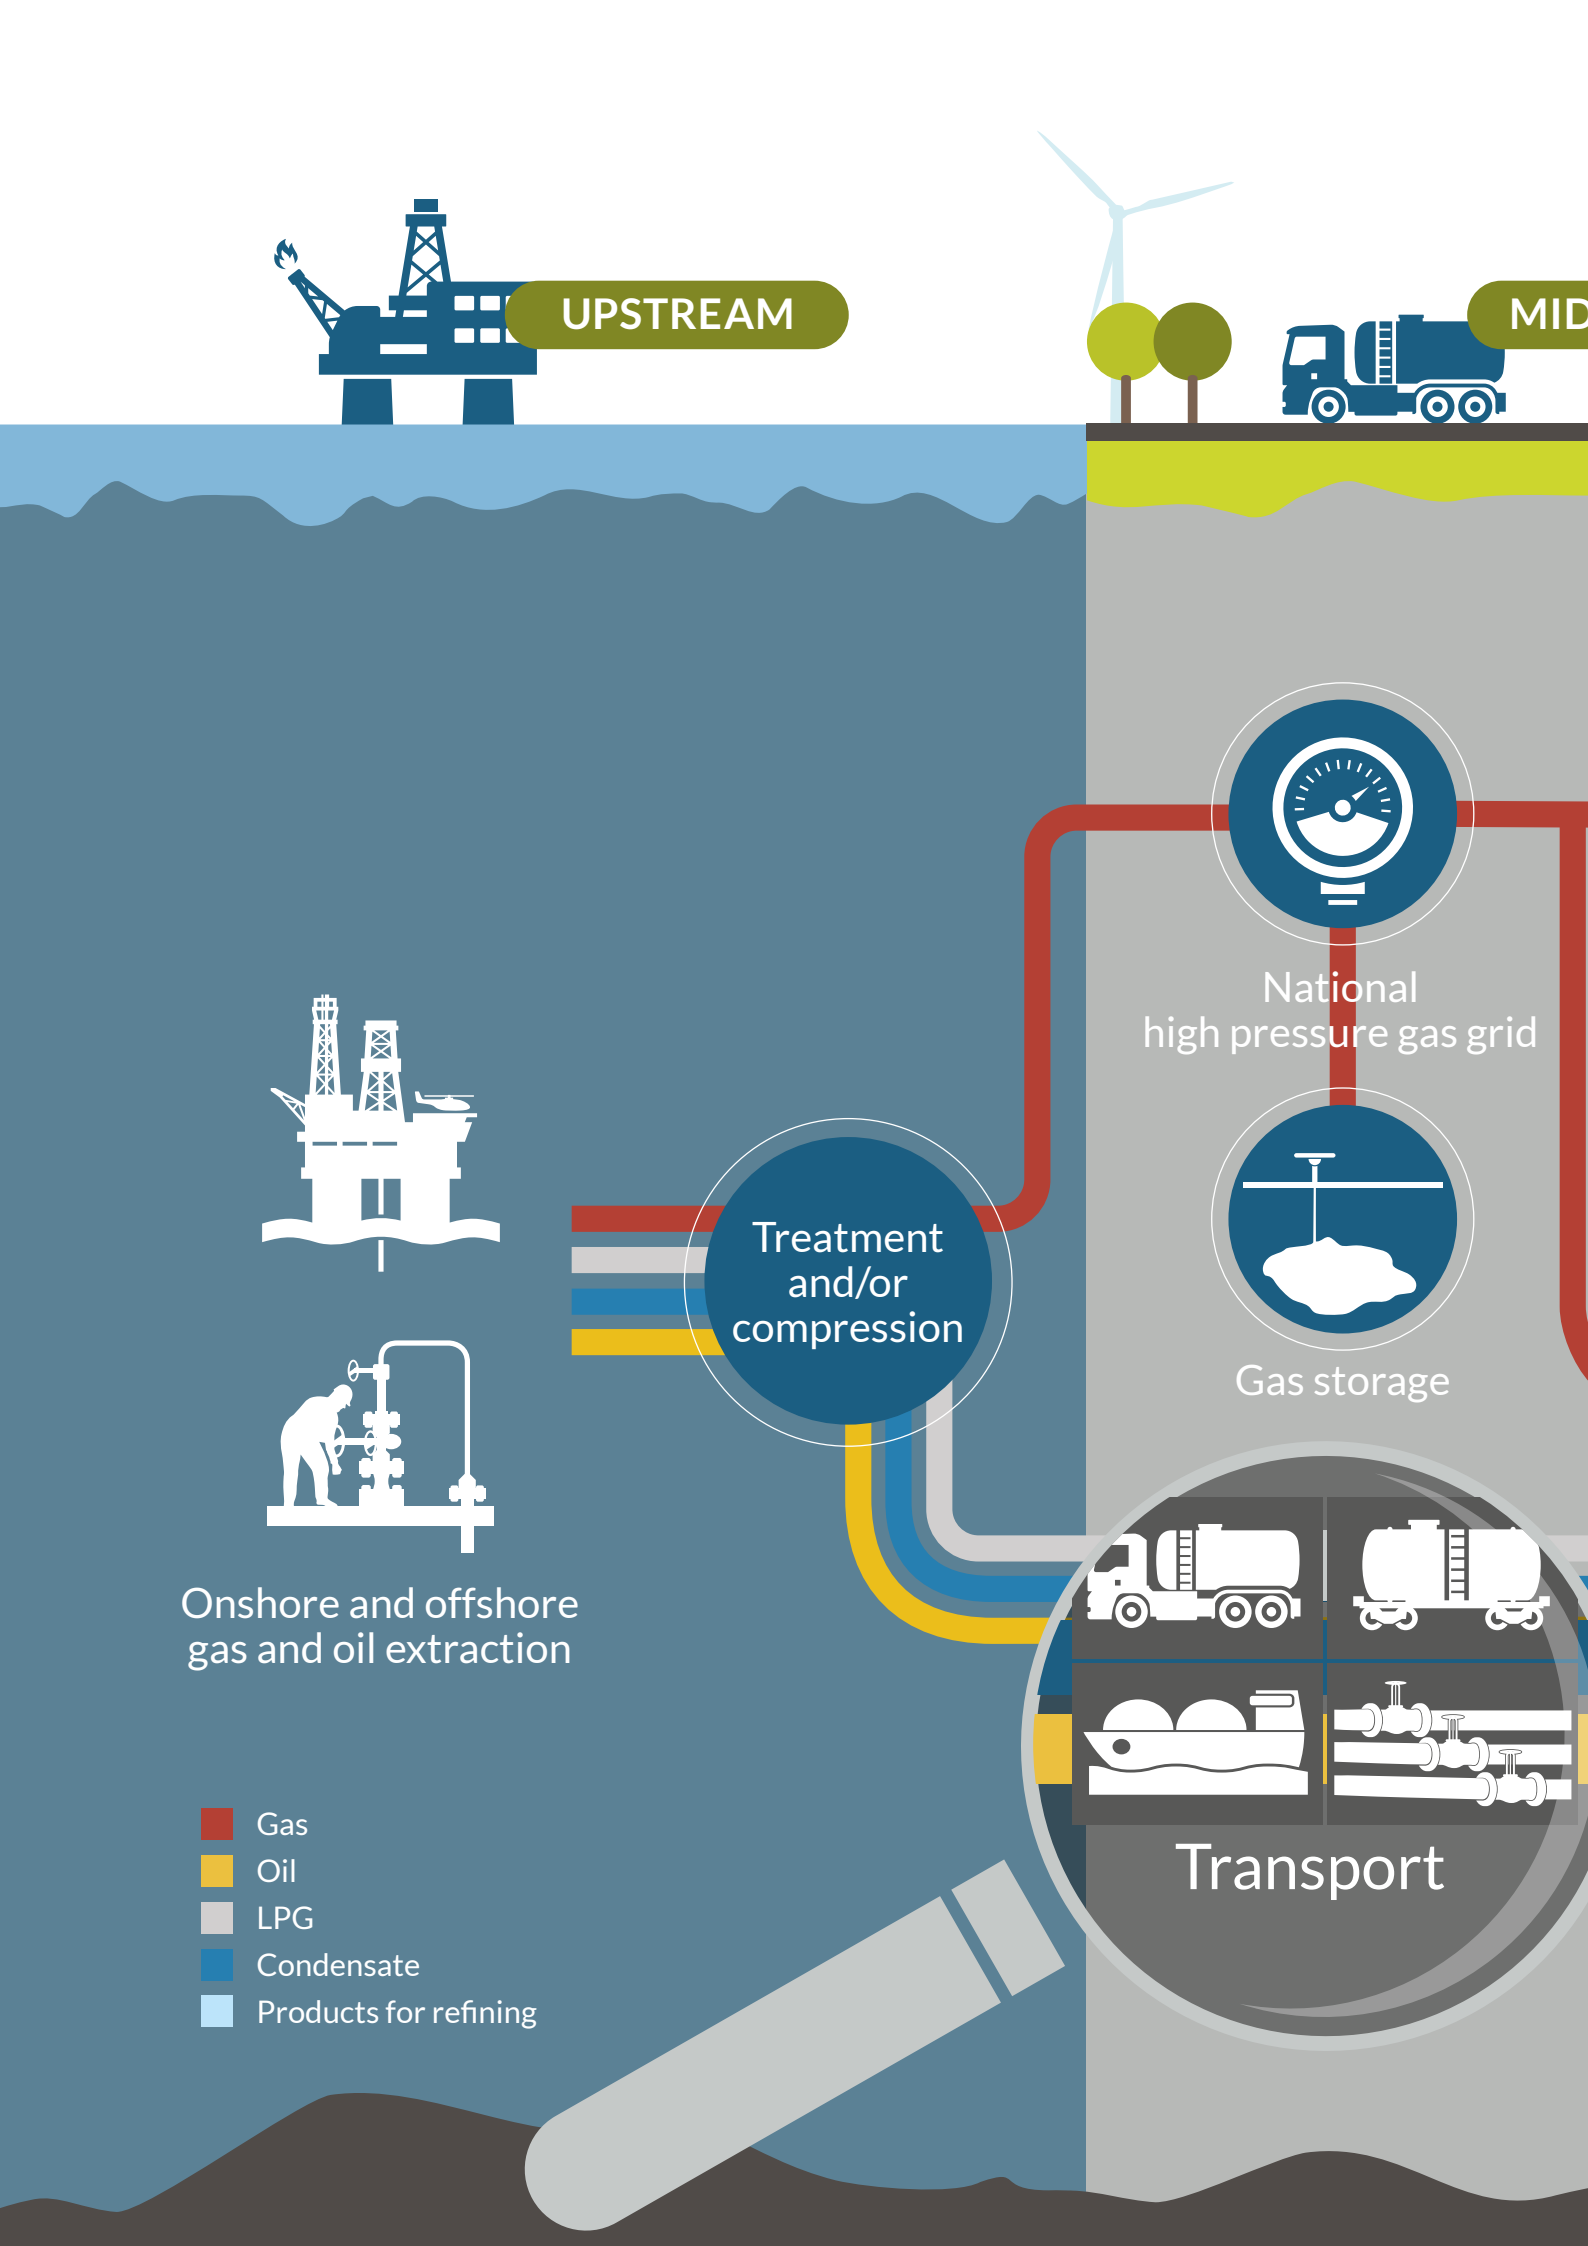 UPSTREAM
MID
National
high pressure gas grid
Treatment
and/or
compression
Gas storage
Onshore and offshore
gas and oil extraction
Transport
Gas
Oil
LPG
Condensate
Products for refining